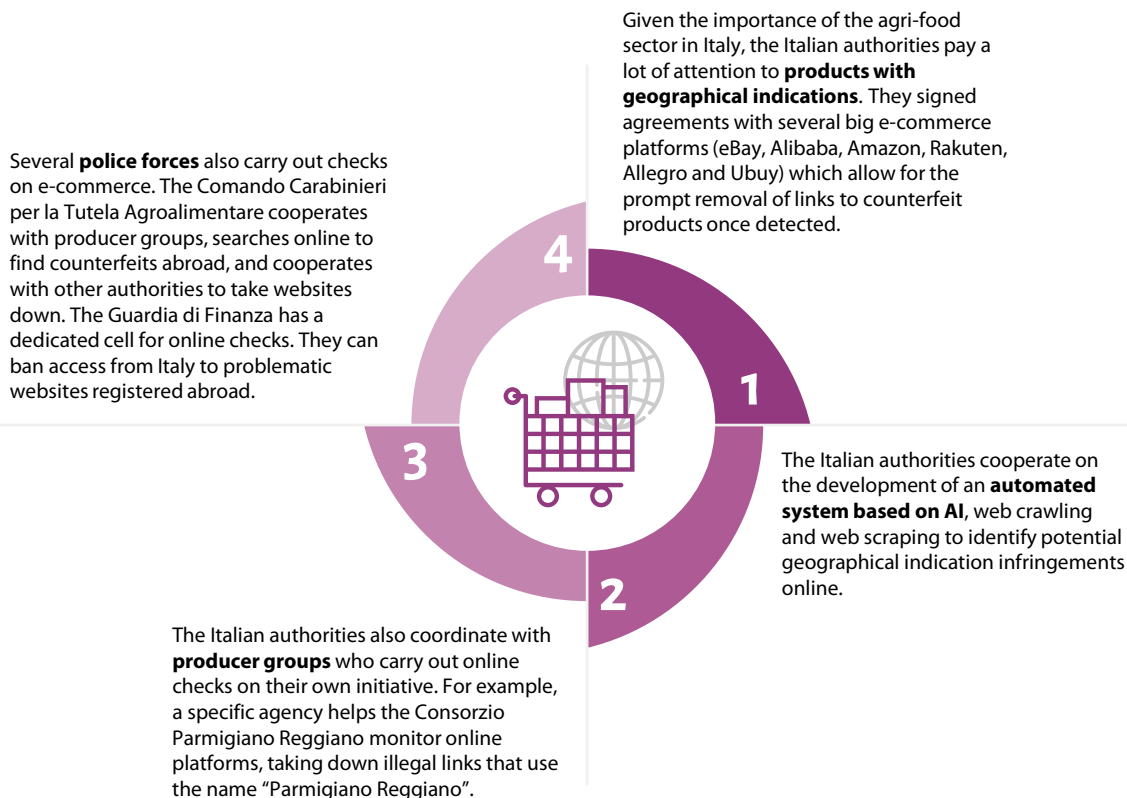 Given the importance of the agri-food
sector in Italy, the Italian authorities pay a
lot of attention to products with
geographical indications. They signed
agreements with several big e-commerce
platforms (eBay, Alibaba, Amazon, Rakuten,
Allegro and Ubuy) which allow for the
prompt removal of links to counterfeit
products once detected.
1
The Italian authorities cooperate on
the development of an automated
system based on AI, web crawling
and web scraping to identify potential
geographical indication infringements
online.
2
The Italian authorities also coordinate with
producer groups who carry out online
checks on their own initiative. For example,
a specific agency helps the Consorzio
Parmigiano Reggiano monitor online
platforms, taking down illegal links that use
the name “Parmigiano Reggiano”.
3
Several police forces also carry out checks
on e-commerce. The Comando Carabinieri
per la Tutela Agroalimentare cooperates
with producer groups, searches online to
find counterfeits abroad, and cooperates
with other authorities to take websites
down. The Guardia di Finanza has a
dedicated cell for online checks. They can
ban access from Italy to problematic
websites registered abroad.
4